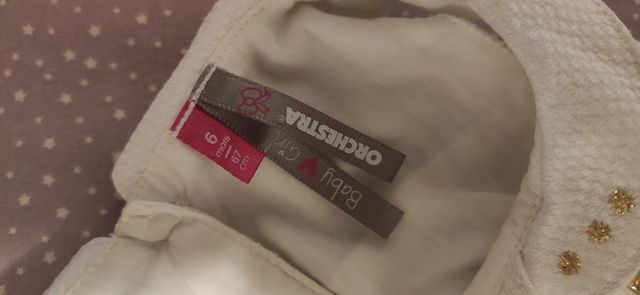 ORCHESTRA
Baby ♥ Girl
6
mois
67
cm